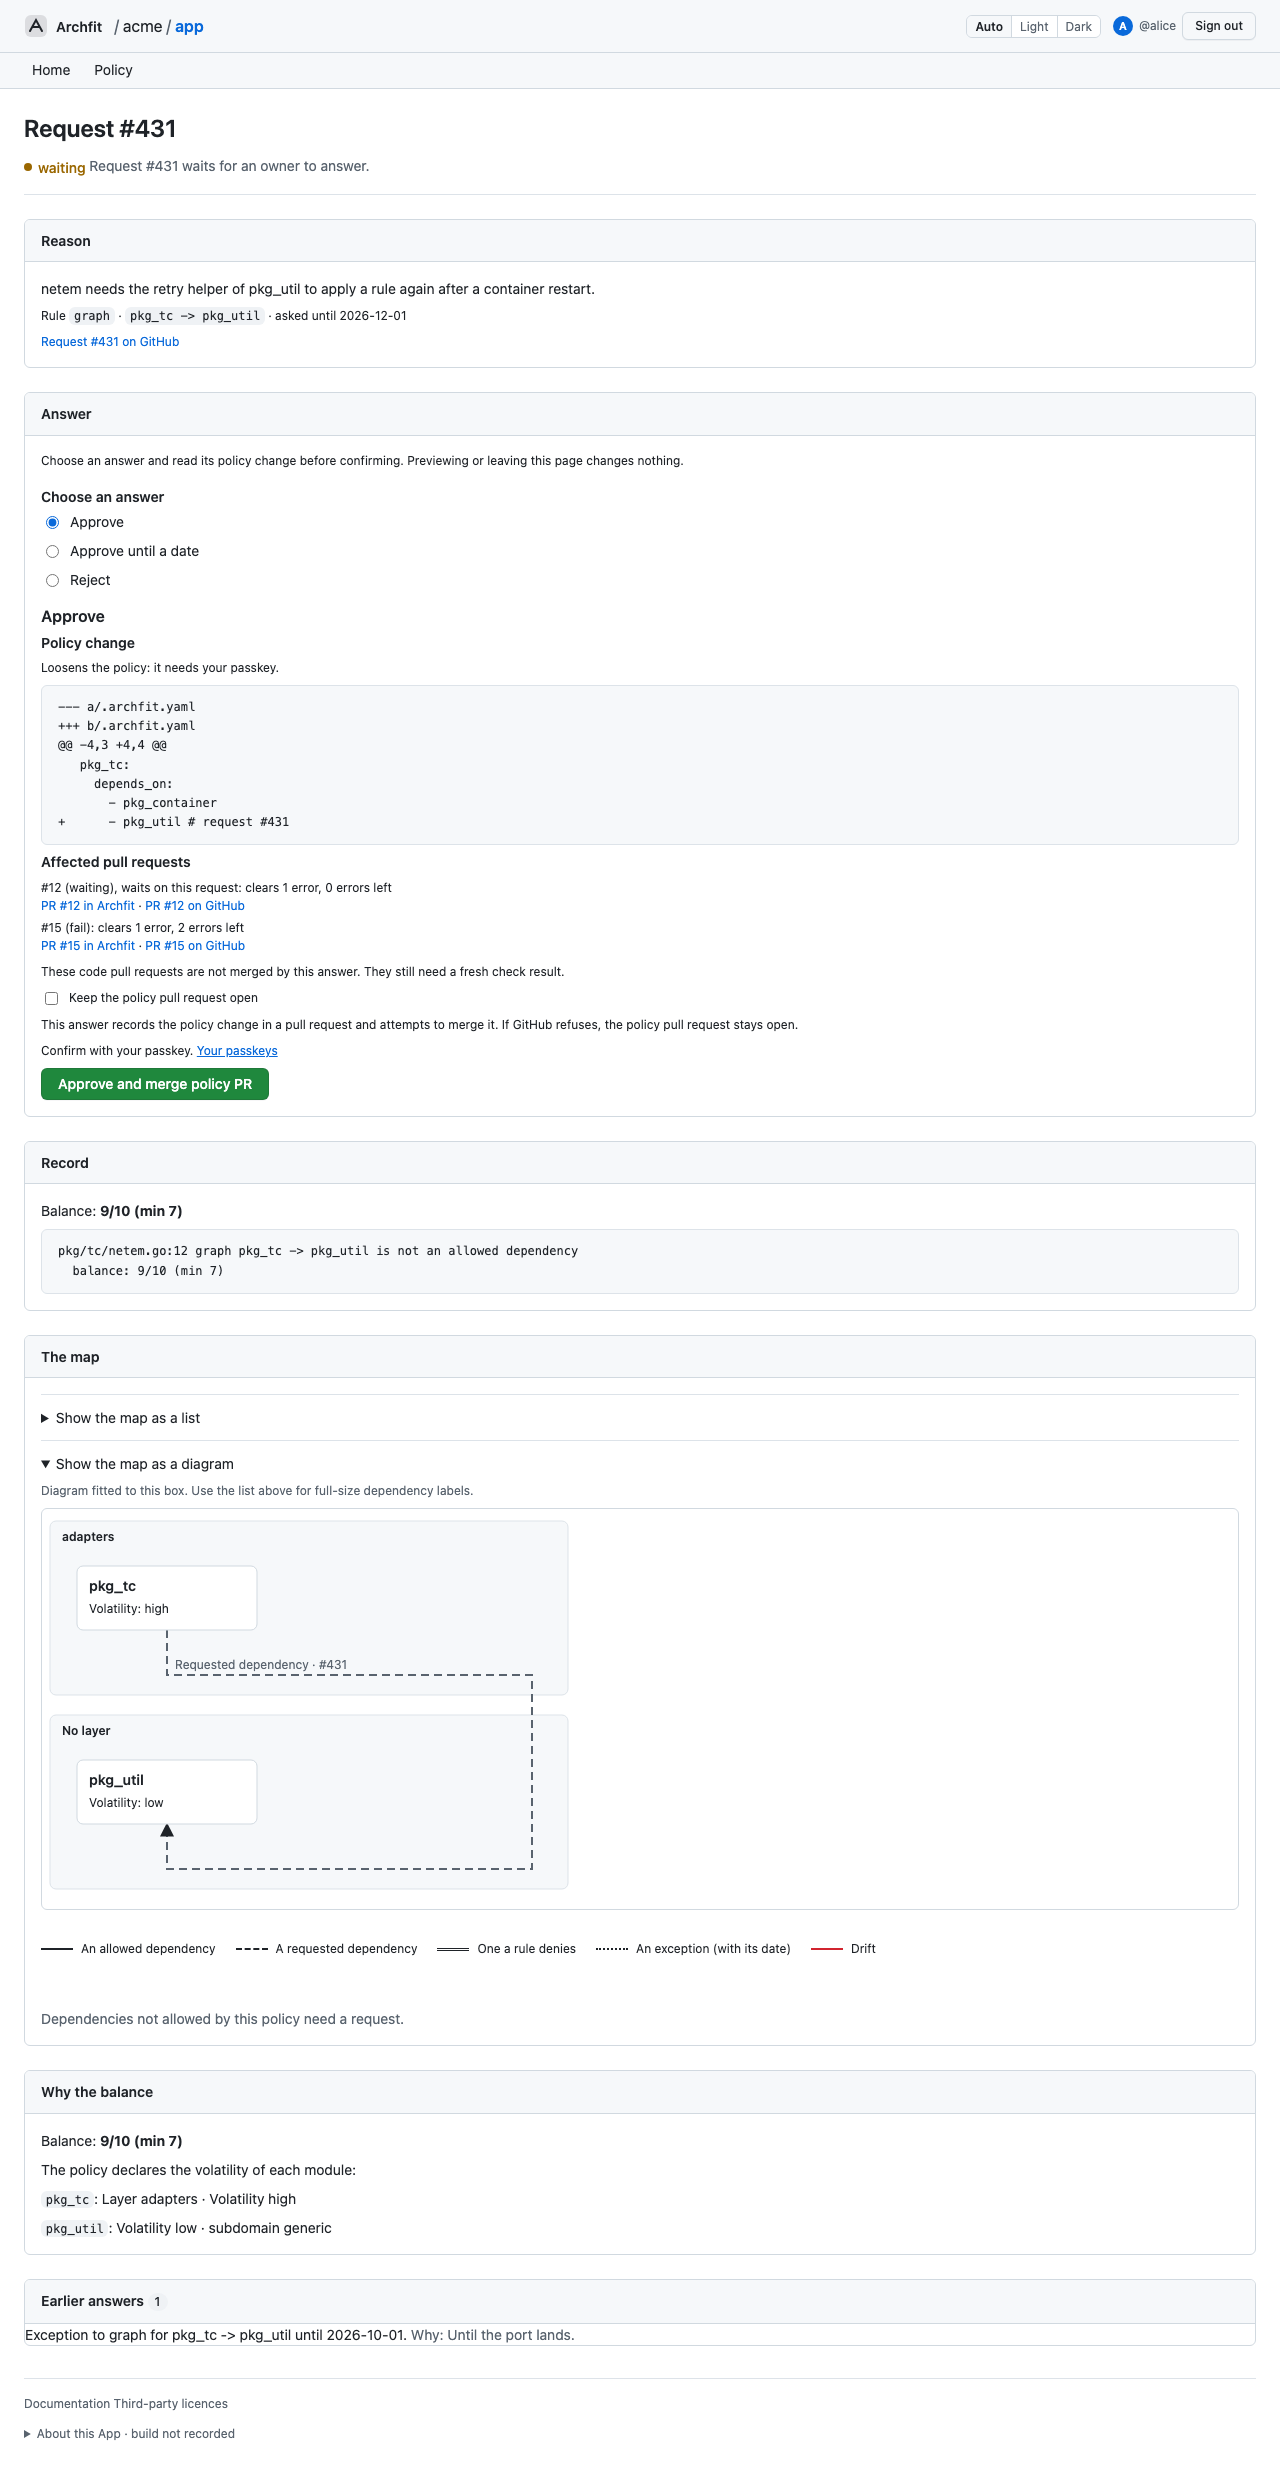 Archfit / acme / app
Auto Light Dark A @alice Sign out
Home Policy
Request #431
waiting Request #431 waits for an owner to answer.
Reason
netem needs the retry helper of pkg_util to apply a rule again after a container restart.
Rule graph · pkg_tc -> pkg_util · asked until 2026-12-01
Request #431 on GitHub
Answer
Choose an answer and read its policy change before confirming. Previewing or leaving this page changes nothing.
Choose an answer
Approve
Approve until a date
Reject
Approve
Policy change
Loosens the policy: it needs your passkey.
--- a/.archfit.yaml
+++ b/.archfit.yaml
@@ -4,3 +4,4 @@
   pkg_tc:
     depends_on:
       - pkg_container
+      - pkg_util # request #431
Affected pull requests
#12 (waiting), waits on this request: clears 1 error, 0 errors left
PR #12 in Archfit · PR #12 on GitHub
#15 (fail): clears 1 error, 2 errors left
PR #15 in Archfit · PR #15 on GitHub
These code pull requests are not merged by this answer. They still need a fresh check result.
Keep the policy pull request open
This answer records the policy change in a pull request and attempts to merge it. If GitHub refuses, the policy pull request stays open.
Confirm with your passkey. Your passkeys
Approve and merge policy PR
Record
Balance: 9/10 (min 7)
pkg/tc/netem.go:12 graph pkg_tc -> pkg_util is not an allowed dependency
  balance: 9/10 (min 7)
The map
Show the map as a list
Show the map as a diagram
Diagram fitted to this box. Use the list above for full-size dependency labels.
adapters
pkg_tc
Volatility: high
Requested dependency · #431
No layer
pkg_util
Volatility: low
An allowed dependency A requested dependency One a rule denies An exception (with its date) Drift
Dependencies not allowed by this policy need a request.
Why the balance
Balance: 9/10 (min 7)
The policy declares the volatility of each module:
pkg_tc: Layer adapters · Volatility high
pkg_util: Volatility low · subdomain generic
Earlier answers 1
Exception to graph for pkg_tc -> pkg_util until 2026-10-01. Why: Until the port lands.
Documentation Third-party licences
About this App · build not recorded